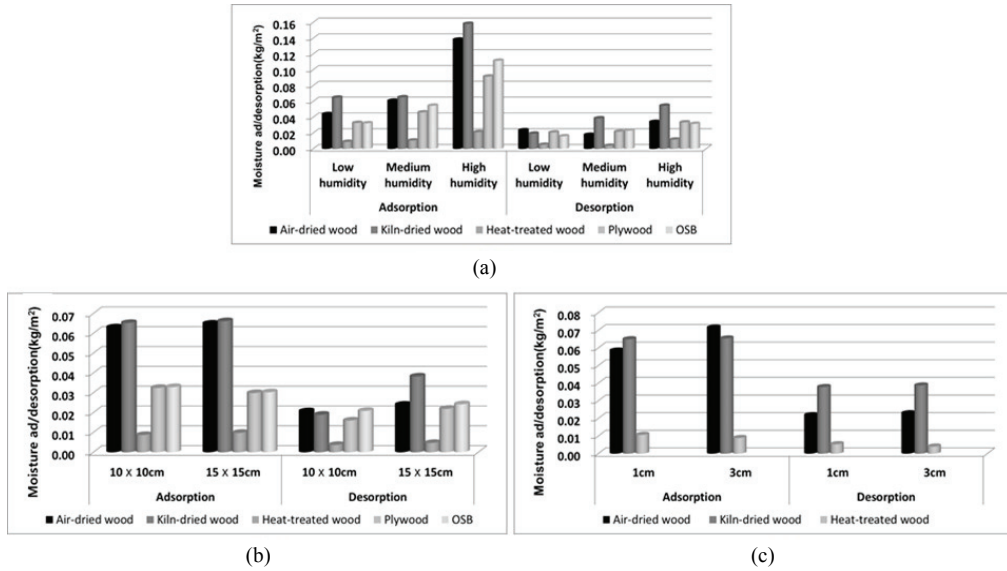 Moisture ad/desorption(kg/m²)
0.16
0.14
0.12
0.10
0.08
0.06
0.04
0.02
0.00
Low humidity Medium humidity High humidity Low humidity Medium humidity High humidity
Adsorption Desorption
Air-dried wood Kiln-dried wood Heat-treated wood Plywood OSB
(a)
Moisture ad/desorption(kg/m²)
0.07
0.06
0.05
0.04
0.03
0.02
0.01
0.00
10 x 10cm 15 x 15cm 10 x 10cm 15 x 15cm
Adsorption Desorption
Air-dried wood Kiln-dried wood Heat-treated wood Plywood OSB
(b)
Moisture ad/desorption(kg/m²)
0.08
0.07
0.06
0.05
0.04
0.03
0.02
0.01
0.00
1cm 3cm 1cm 3cm
Adsorption Desorption
Air-dried wood Kiln-dried wood Heat-treated wood
(c)